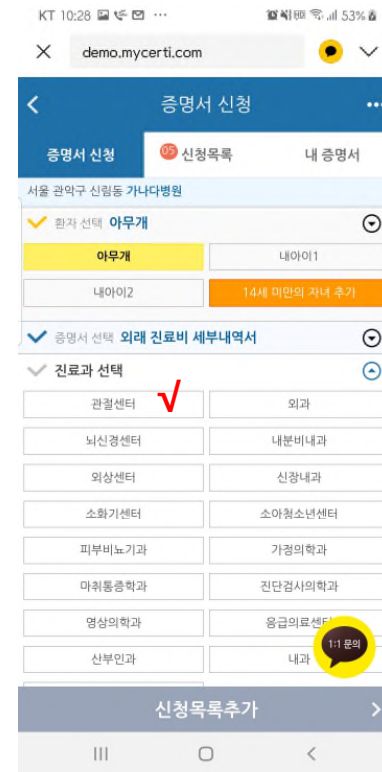 KT 10:28
53%
demo.mycerti.com
증명서 신청
증명서 신청 05 신청목록 내 증명서
서울 관악구 신림동 가나다병원
환자 선택 아무개
아무개 내아이1
내아이2 14세 미만의 자녀 추가
증명서 선택 외래 진료비 세부내역서
진료과 선택
관절센터 √ 외과
뇌신경센터 내분비내과
외상센터 신장내과
소화기센터 소아청소년센터
피부비뇨기과 가정의학과
마취통증학과 진단검사의학과
영상의학과 응급의료센터
산부인과 내과
1:1 문의
신청목록추가